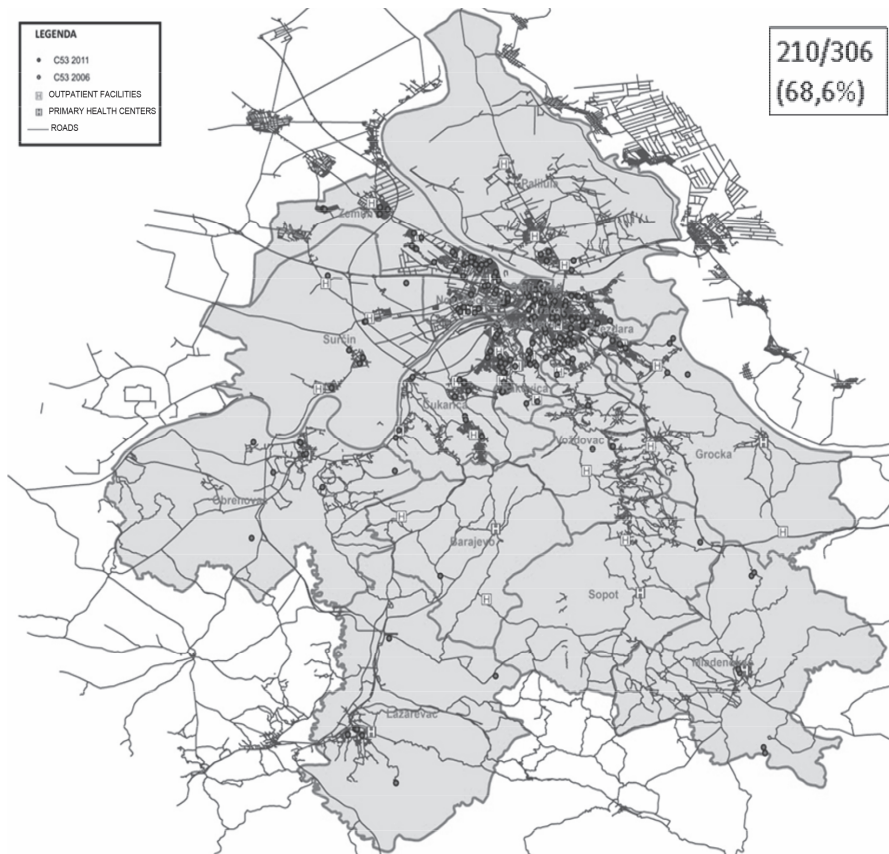 LEGENDA
C53 2011
C53 2006
H OUTPATIENT FACILITIES
H PRIMARY HEALTH CENTERS
ROADS
210/306
(68,6%)
Palilula
Zemun
Surčin
Čukarica
Voždovac
Grocka
Obrenovac
Barajevo
Sopot
Mladenovac
Lazarevac